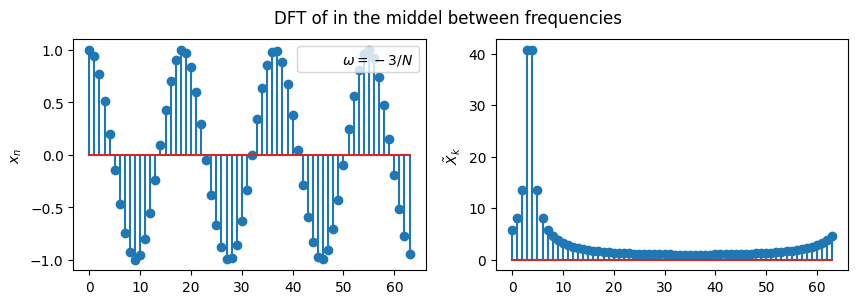 DFT of in the middel between frequencies
1.0
0.5
0.0
−0.5
−1.0
x_n
ω = −3/N
0 10 20 30 40 50 60
40
30
20
10
0
X̃_k
0 10 20 30 40 50 60